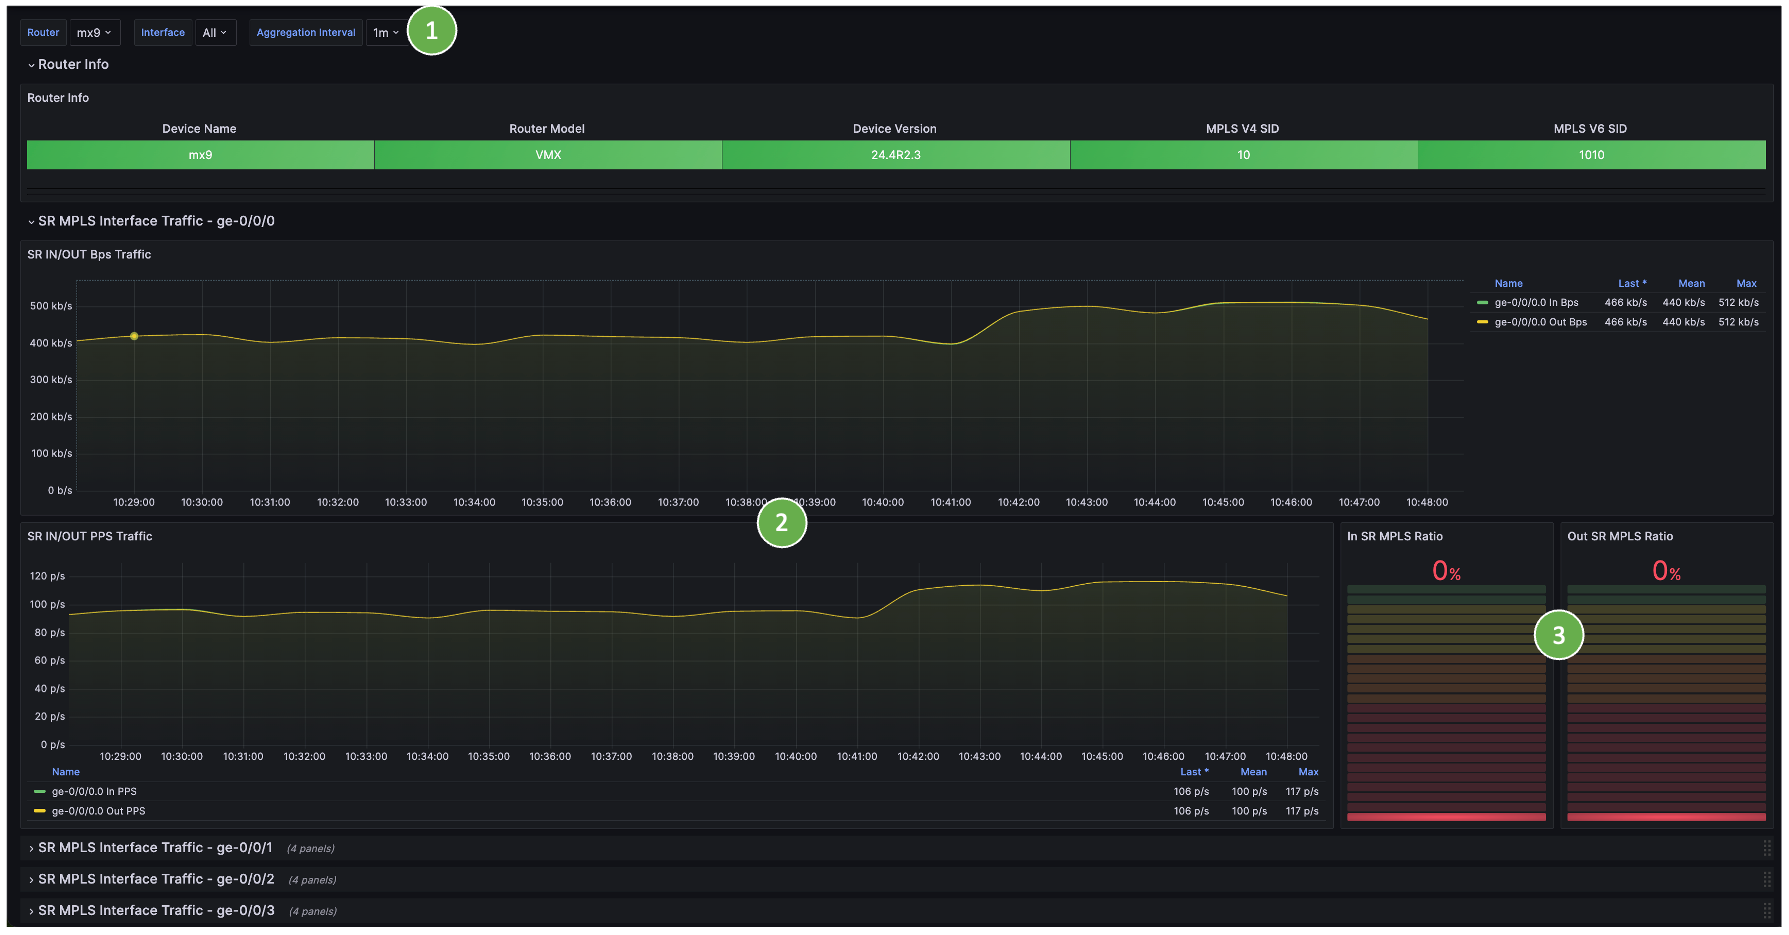 Router mx9 Interface All Aggregation Interval 1m 1
Router Info
Router Info
Device Name Router Model Device Version MPLS V4 SID MPLS V6 SID
mx9 VMX 24.4R2.3 10 1010
SR MPLS Interface Traffic - ge-0/0/0
SR IN/OUT Bps Traffic
Name Last * Mean Max
ge-0/0/0.0 In Bps 466 kb/s 440 kb/s 512 kb/s
ge-0/0/0.0 Out Bps 466 kb/s 440 kb/s 512 kb/s
500 kb/s
400 kb/s
300 kb/s
200 kb/s
100 kb/s
0 b/s
10:29:00 10:30:00 10:31:00 10:32:00 10:33:00 10:34:00 10:35:00 10:36:00 10:37:00 10:38:00 10:39:00 10:40:00 10:41:00 10:42:00 10:43:00 10:44:00 10:45:00 10:46:00 10:47:00 10:48:00
2
SR IN/OUT PPS Traffic
120 p/s
100 p/s
80 p/s
60 p/s
40 p/s
20 p/s
0 p/s
10:29:00 10:30:00 10:31:00 10:32:00 10:33:00 10:34:00 10:35:00 10:36:00 10:37:00 10:38:00 10:39:00 10:40:00 10:41:00 10:42:00 10:43:00 10:44:00 10:45:00 10:46:00 10:47:00 10:48:00
Name Last * Mean Max
ge-0/0/0.0 In PPS 106 p/s 100 p/s 117 p/s
ge-0/0/0.0 Out PPS 106 p/s 100 p/s 117 p/s
In SR MPLS Ratio
0%
Out SR MPLS Ratio
0%
3
SR MPLS Interface Traffic - ge-0/0/1 (4 panels)
SR MPLS Interface Traffic - ge-0/0/2 (4 panels)
SR MPLS Interface Traffic - ge-0/0/3 (4 panels)